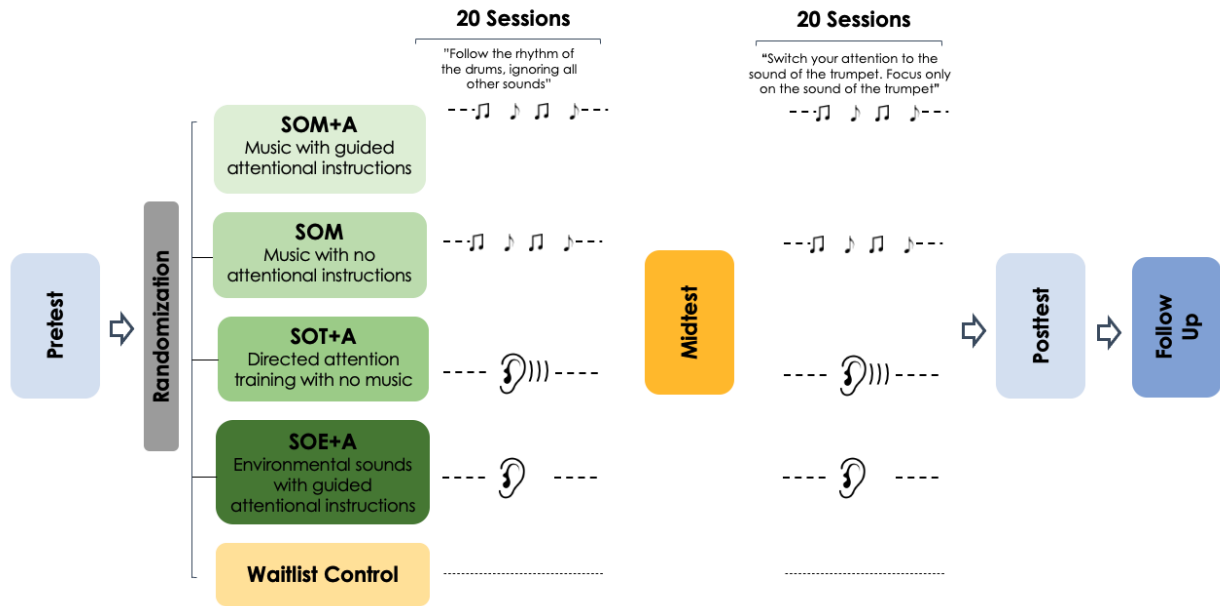 20 Sessions
"Follow the rhythm of
the drums, ignoring all
other sounds"
20 Sessions
"Switch your attention to the
sound of the trumpet. Focus only
on the sound of the trumpet"
Pretest
Randomization
SOM+A
Music with guided
attentional instructions
SOM
Music with no
attentional instructions
SOT+A
Directed attention
training with no music
SOE+A
Environmental sounds
with guided
attentional instructions
Waitlist Control
Midtest
Posttest
Follow
Up